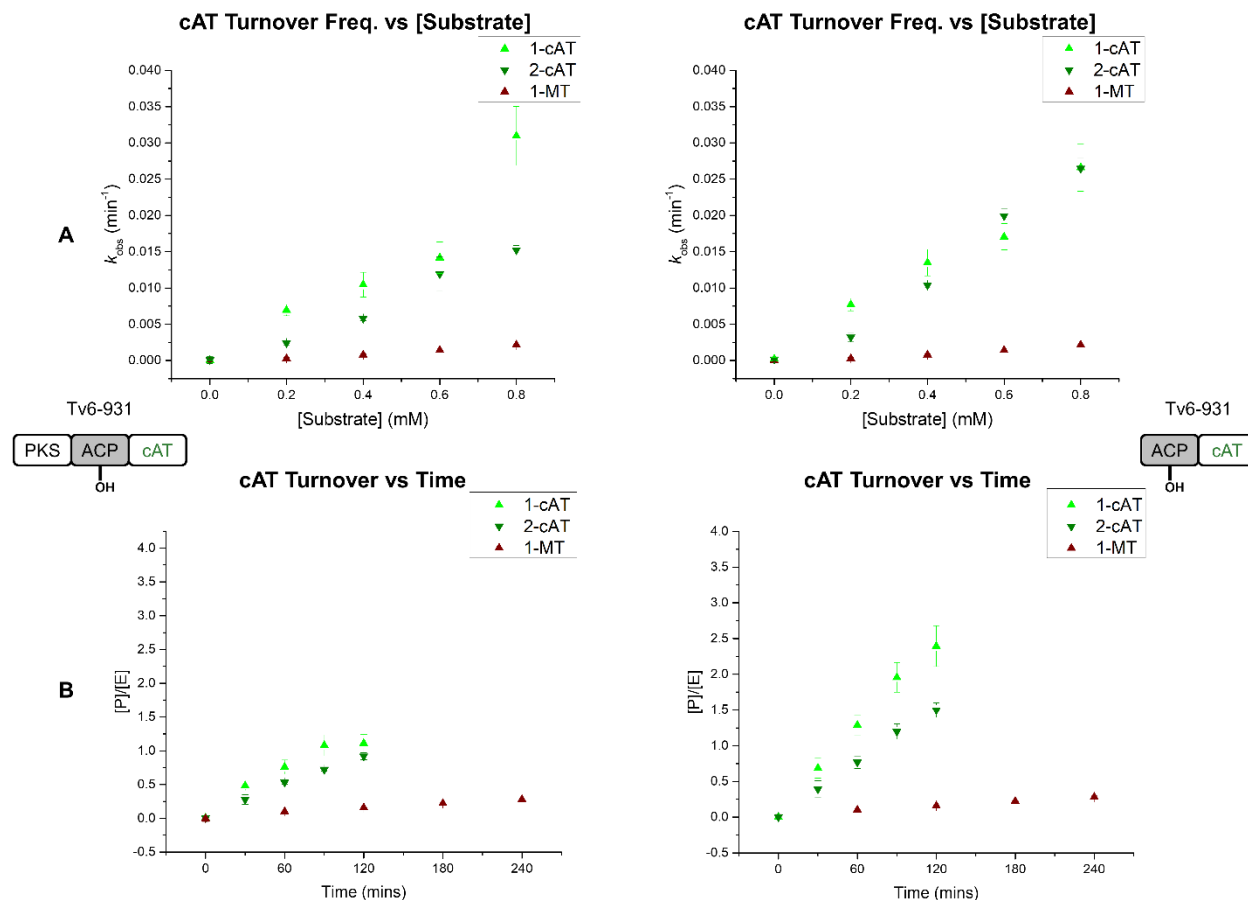 cAT Turnover Freq. vs [Substrate]
1-cAT
2-cAT
1-MT
0.040
0.035
0.030
0.025
0.020
0.015
0.010
0.005
0.000
kobs (min-1)
0.0 0.2 0.4 0.6 0.8
[Substrate] (mM)
A
cAT Turnover Freq. vs [Substrate]
1-cAT
2-cAT
1-MT
0.040
0.035
0.030
0.025
0.020
0.015
0.010
0.005
0.000
kobs (min-1)
0.0 0.2 0.4 0.6 0.8
[Substrate] (mM)
Tv6-931
PKS ACP cAT
OH
Tv6-931
ACP cAT
OH
cAT Turnover vs Time
1-cAT
2-cAT
1-MT
4.0
3.5
3.0
2.5
2.0
1.5
1.0
0.5
0.0
-0.5
[P]/[E]
0 60 120 180 240
Time (mins)
B
cAT Turnover vs Time
1-cAT
2-cAT
1-MT
4.0
3.5
3.0
2.5
2.0
1.5
1.0
0.5
0.0
-0.5
[P]/[E]
0 60 120 180 240
Time (mins)